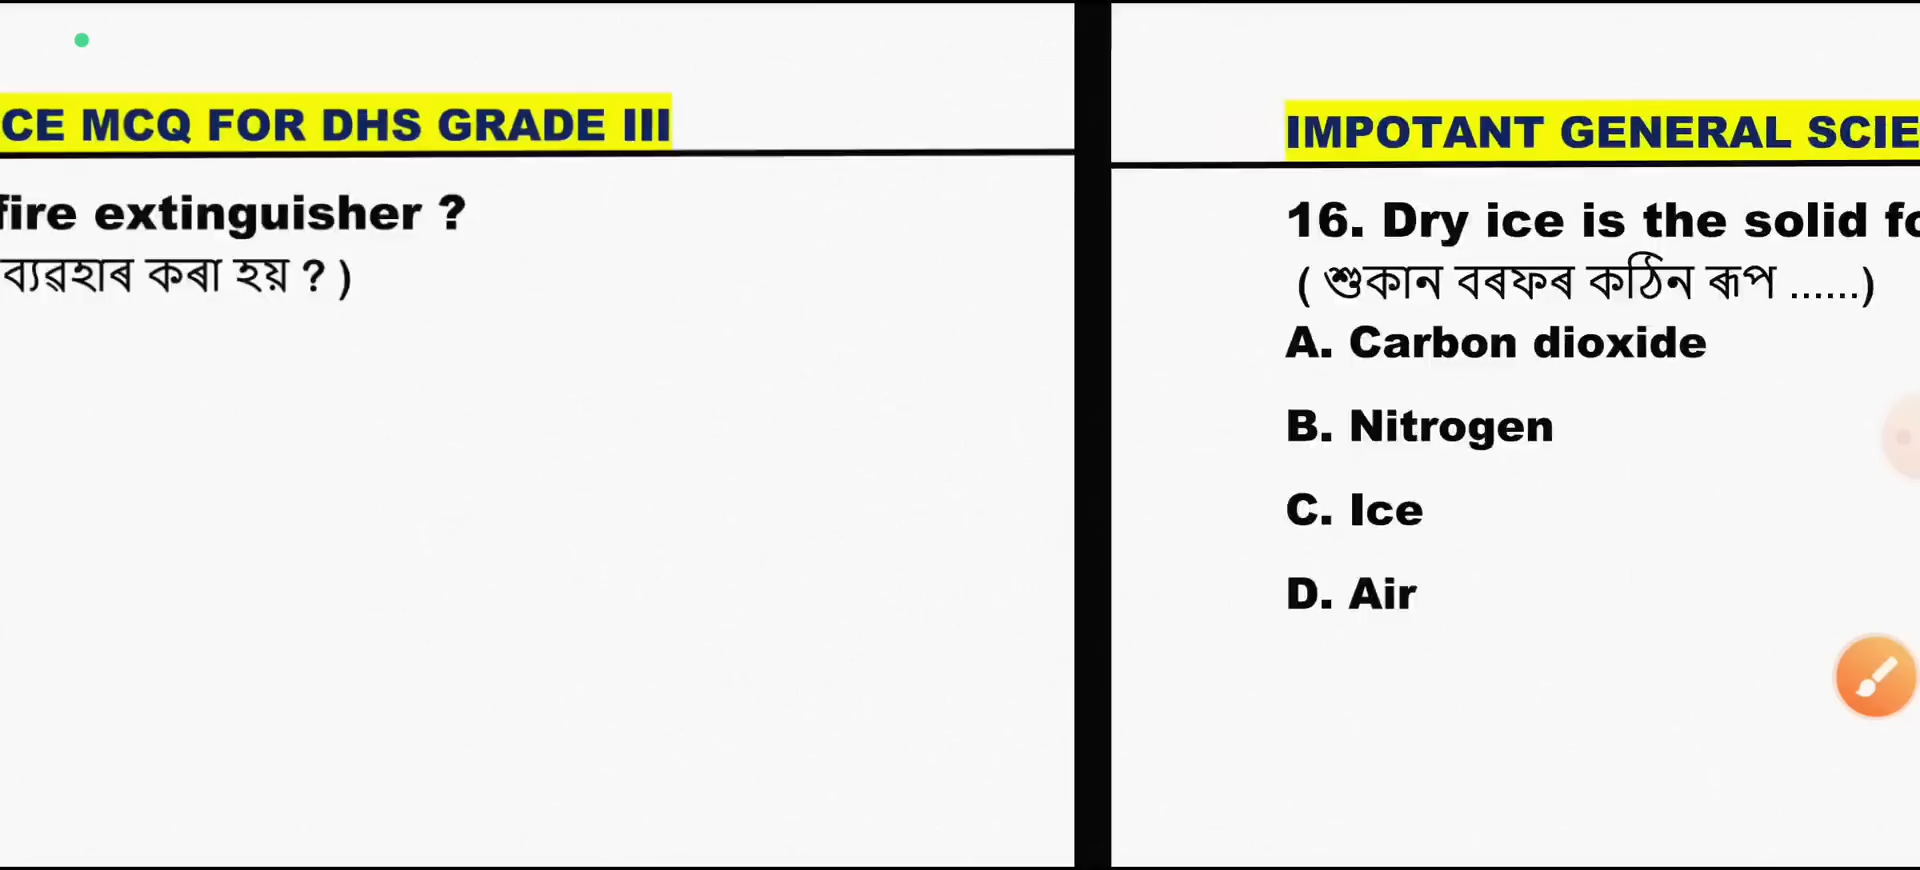 CE MCQ FOR DHS GRADE III
fire extinguisher ?
ব্যৱহাৰ কৰা হয় ? )
IMPOTANT GENERAL SCIE
16. Dry ice is the solid fo
( শুকান বৰফৰ কঠিন ৰূপ ......)
A. Carbon dioxide
B. Nitrogen
C. Ice
D. Air